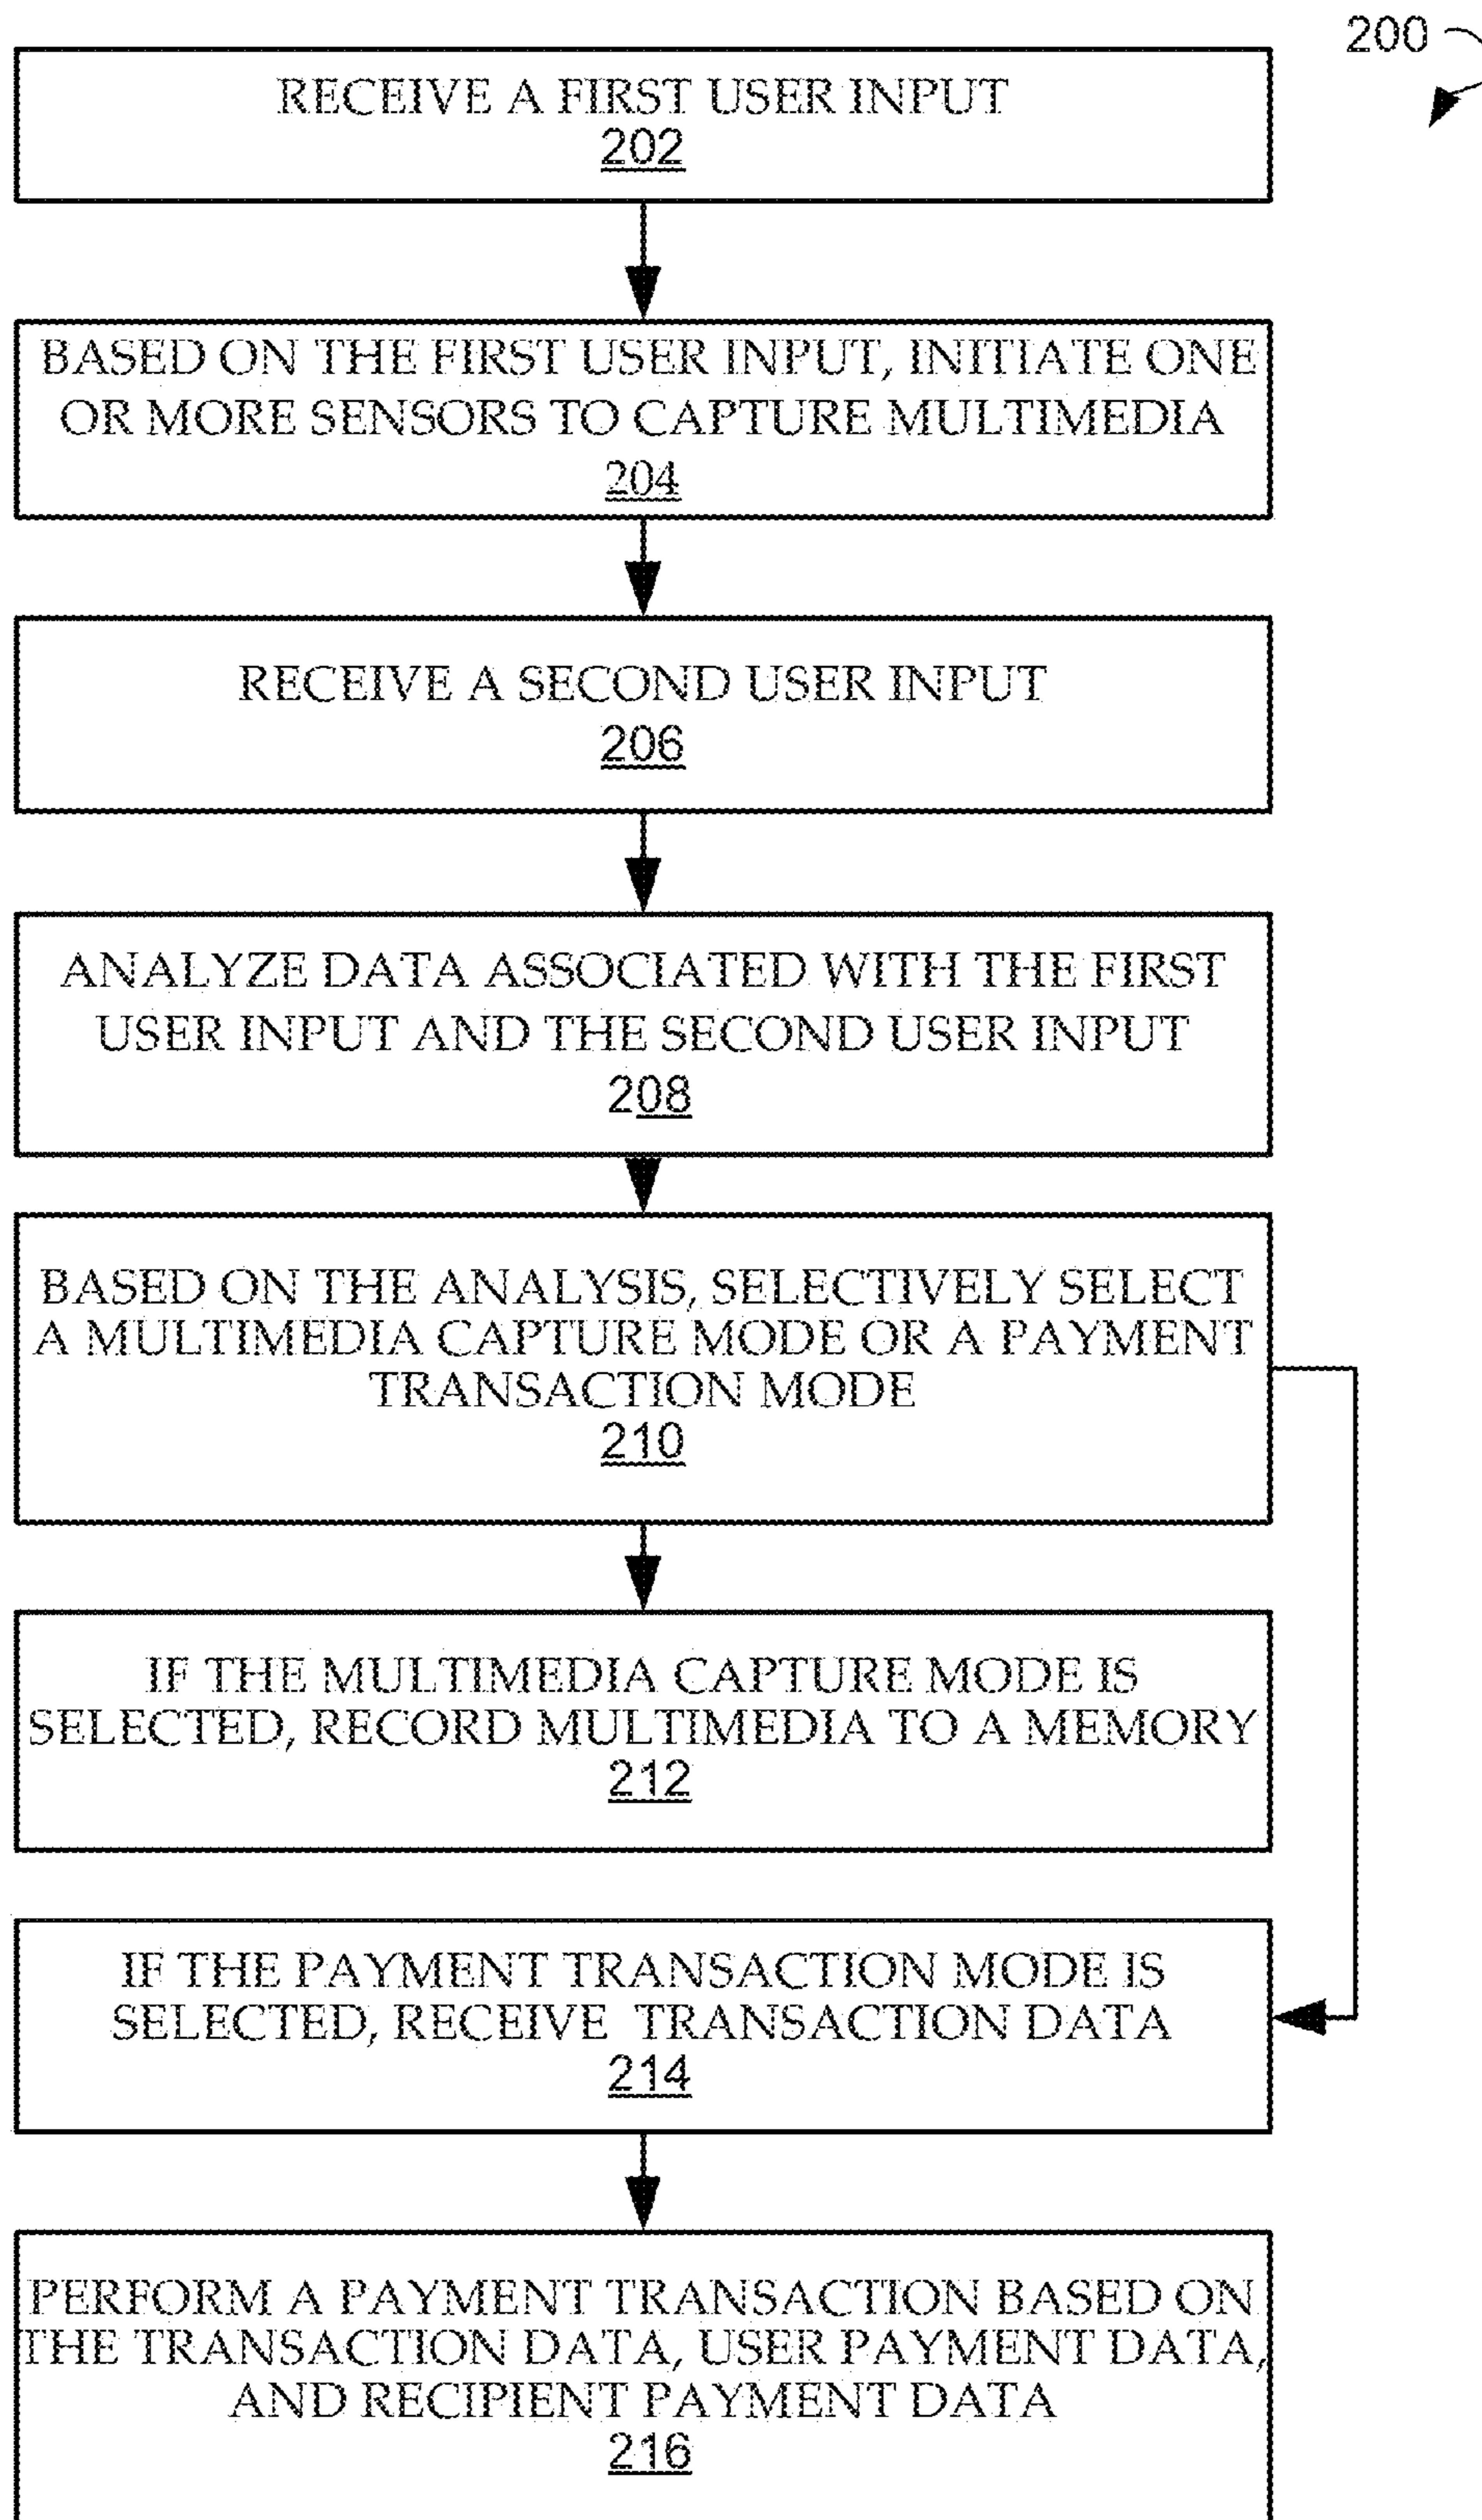 200
RECEIVE A FIRST USER INPUT
202
BASED ON THE FIRST USER INPUT, INITIATE ONE
OR MORE SENSORS TO CAPTURE MULTIMEDIA
204
RECEIVE A SECOND USER INPUT
206
ANALYZE DATA ASSOCIATED WITH THE FIRST
USER INPUT AND THE SECOND USER INPUT
208
BASED ON THE ANALYSIS, SELECTIVELY SELECT
A MULTIMEDIA CAPTURE MODE OR A PAYMENT
TRANSACTION MODE
210
IF THE MULTIMEDIA CAPTURE MODE IS
SELECTED, RECORD MULTIMEDIA TO A MEMORY
212
IF THE PAYMENT TRANSACTION MODE IS
SELECTED, RECEIVE TRANSACTION DATA
214
PERFORM A PAYMENT TRANSACTION BASED ON
THE TRANSACTION DATA, USER PAYMENT DATA,
AND RECIPIENT PAYMENT DATA
216